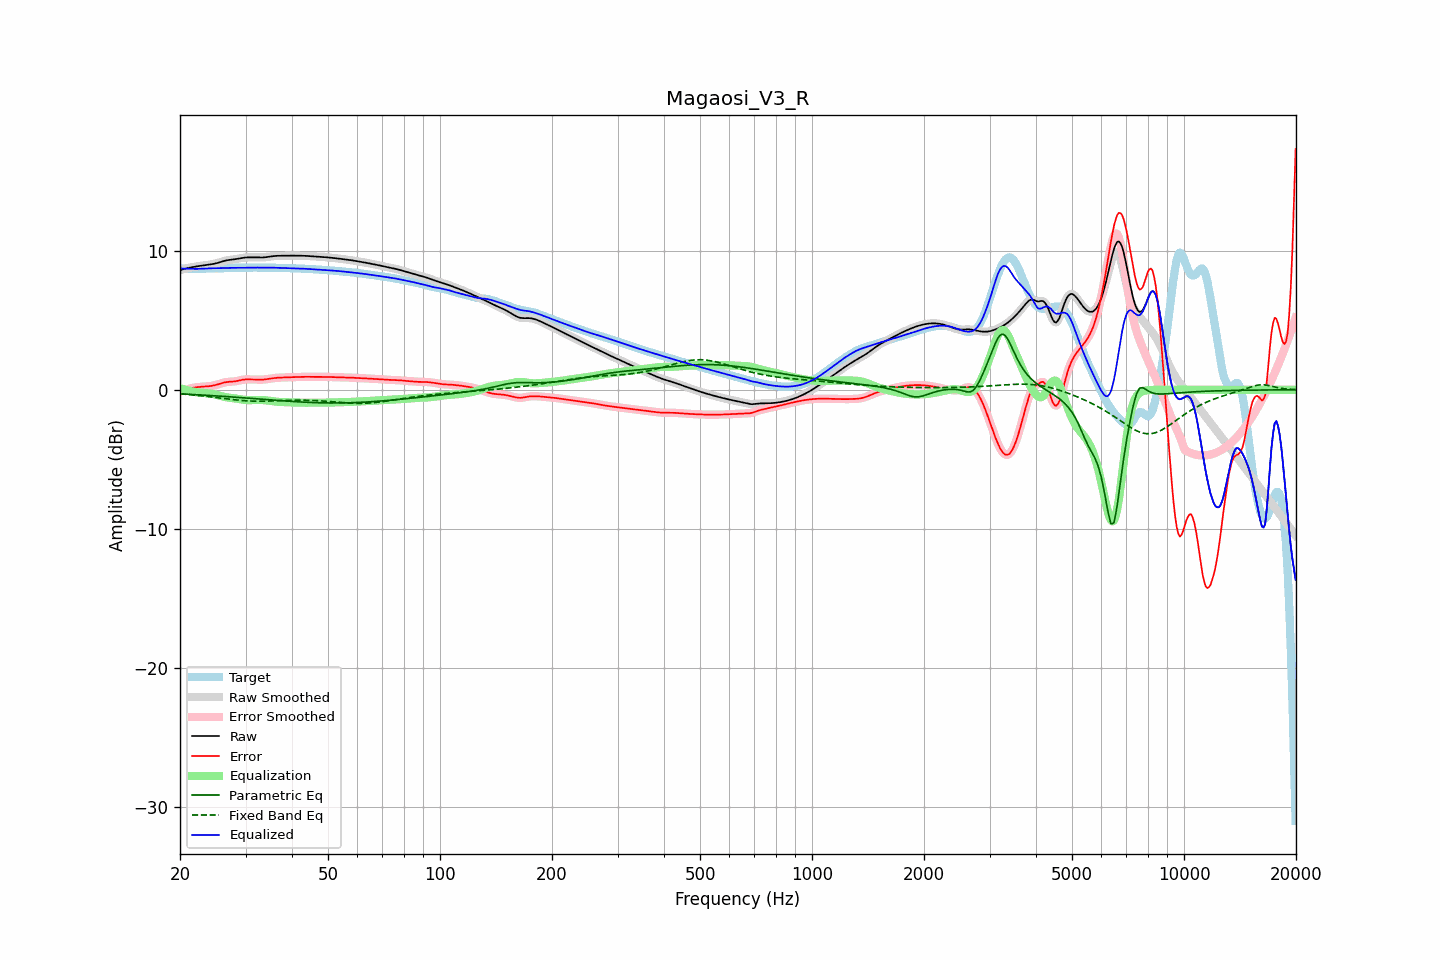 Magaosi_V3_R
Amplitude (dBr)
10
0
−10
−20
−30
Target
Raw Smoothed
Error Smoothed
Raw
Error
Equalization
Parametric Eq
Fixed Band Eq
Equalized
20 50 100 200 500 1000 2000 5000 10000 20000
Frequency (Hz)